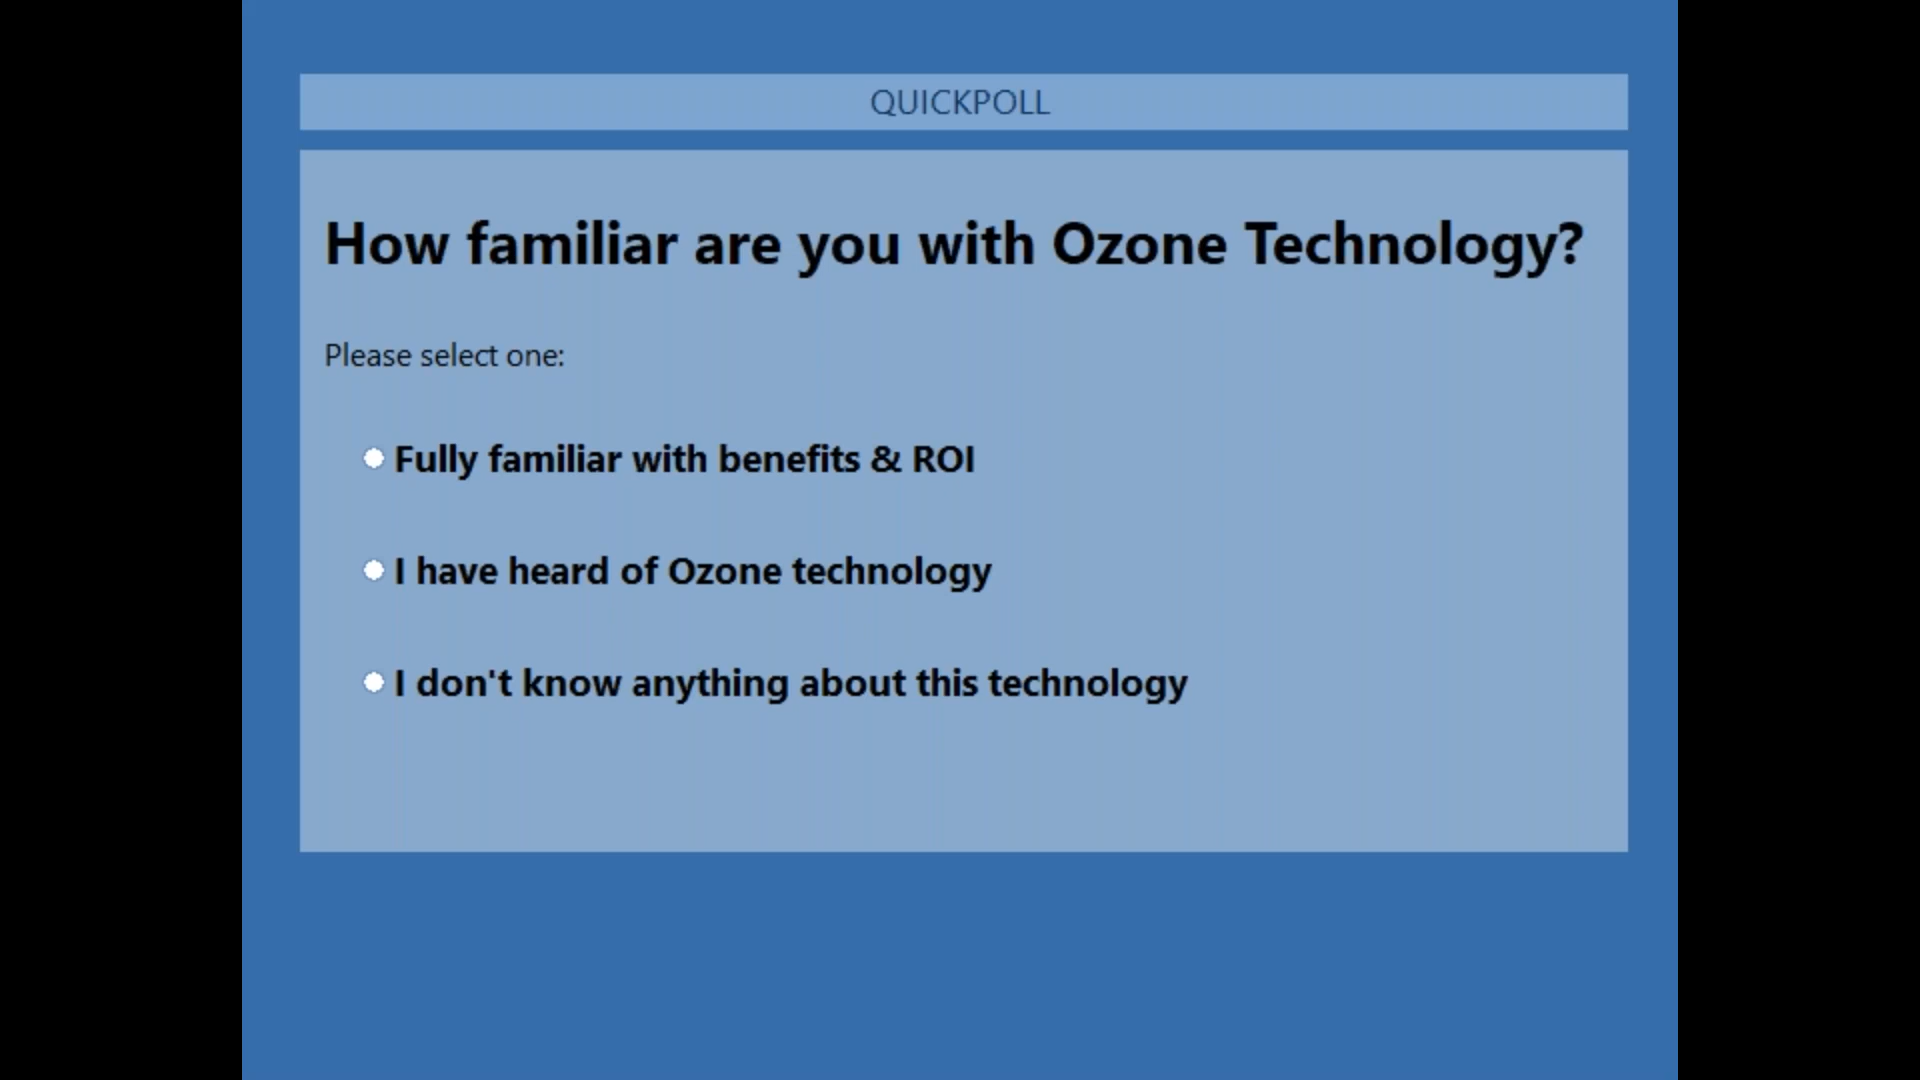 QUICKPOLL
How familiar are you with Ozone Technology?
Please select one:
Fully familiar with benefits & ROI
I have heard of Ozone technology
I don't know anything about this technology